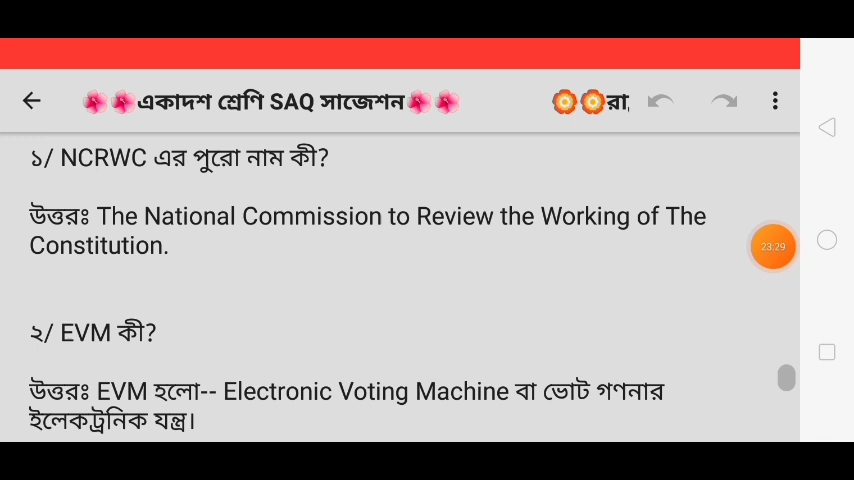 একাদশ শ্রেণি SAQ সাজেশন রা
১/ NCRWC এর পুরো নাম কী?
উত্তরঃ The National Commission to Review the Working of The
Constitution.
23:29
২/ EVM কী?
উত্তরঃ EVM হলো-- Electronic Voting Machine বা ভোট গণনার
ইলেকট্রনিক যন্ত্র।